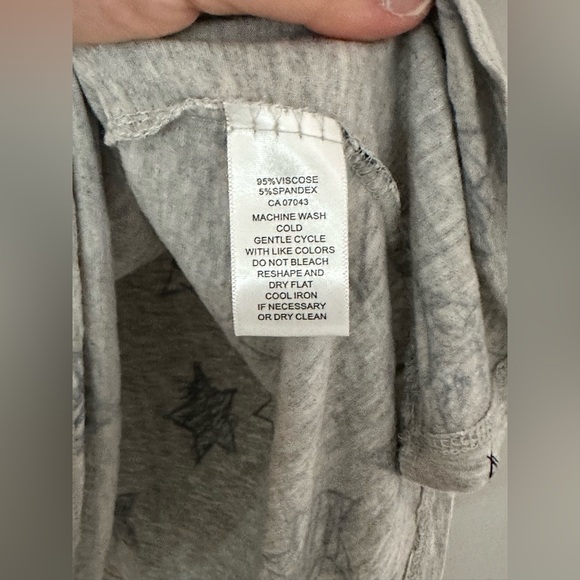 95%VISCOSE
5%SPANDEX
CA 07043
MACHINE WASH
COLD
GENTLE CYCLE
WITH LIKE COLORS
DO NOT BLEACH
RESHAPE AND
DRY FLAT
COOL IRON
IF NECESSARY
OR DRY CLEAN